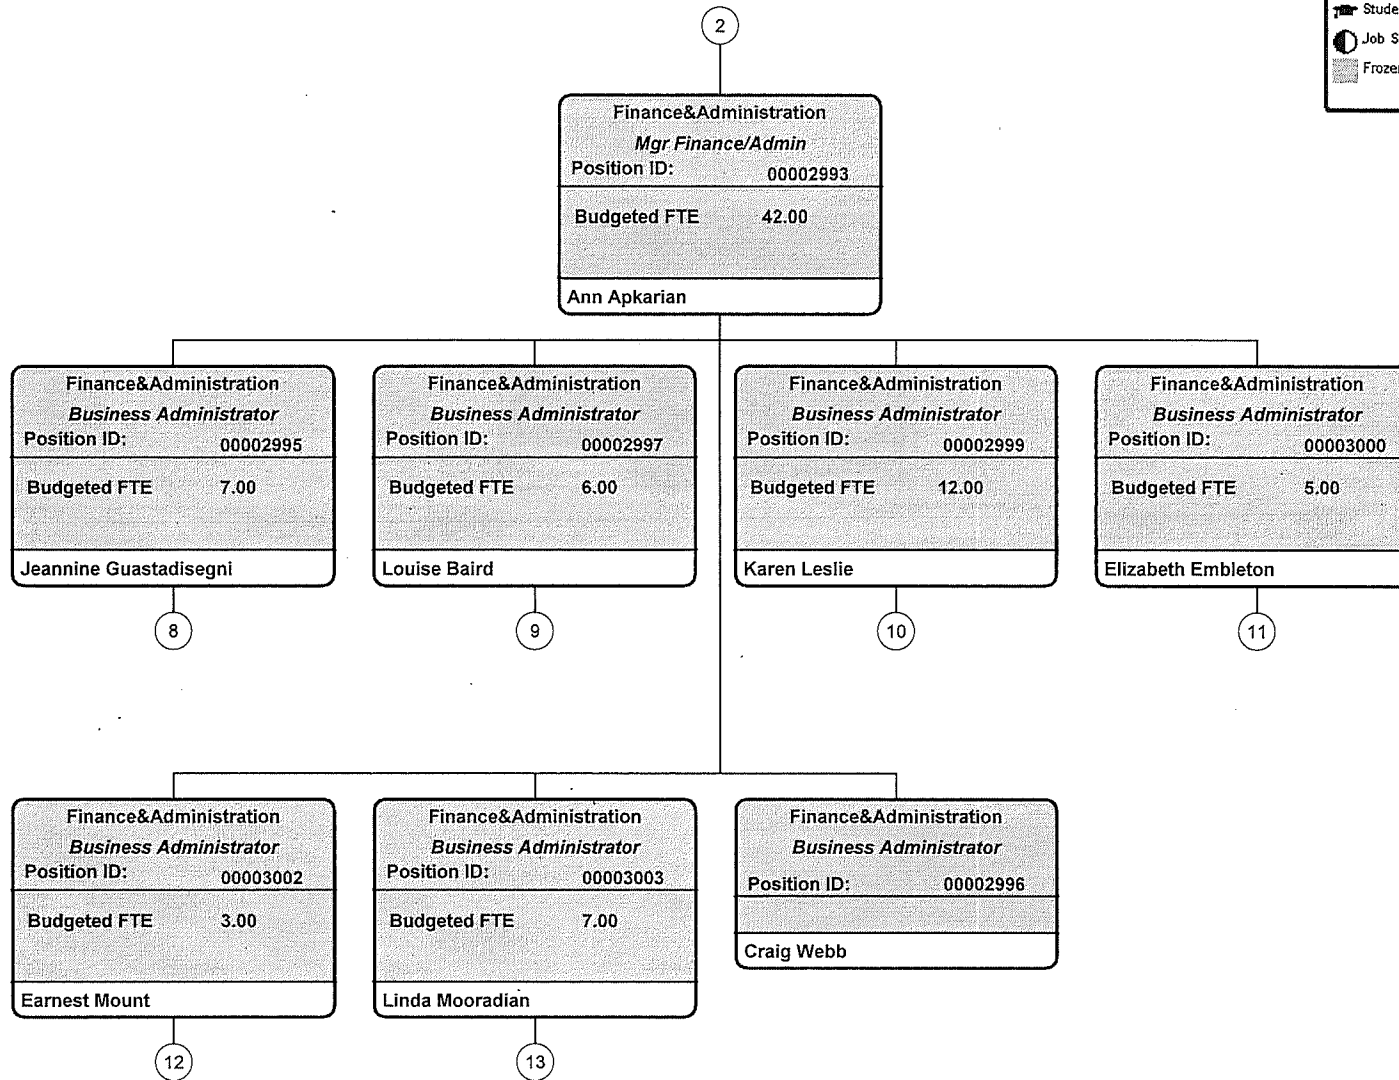 2
Stude
Job S
Froze
Finance&Administration
Mgr Finance/Admin
Position ID: 00002993
Budgeted FTE 42.00
Ann Apkarian
Finance&Administration
Business Administrator
Position ID: 00002995
Budgeted FTE 7.00
Jeannine Guastadisegni
8
Finance&Administration
Business Administrator
Position ID: 00002997
Budgeted FTE 6.00
Louise Baird
9
Finance&Administration
Business Administrator
Position ID: 00002999
Budgeted FTE 12.00
Karen Leslie
10
Finance&Administration
Business Administrator
Position ID: 00003000
Budgeted FTE 5.00
Elizabeth Embleton
11
Finance&Administration
Business Administrator
Position ID: 00003002
Budgeted FTE 3.00
Earnest Mount
12
Finance&Administration
Business Administrator
Position ID: 00003003
Budgeted FTE 7.00
Linda Mooradian
13
Finance&Administration
Business Administrator
Position ID: 00002996
Craig Webb